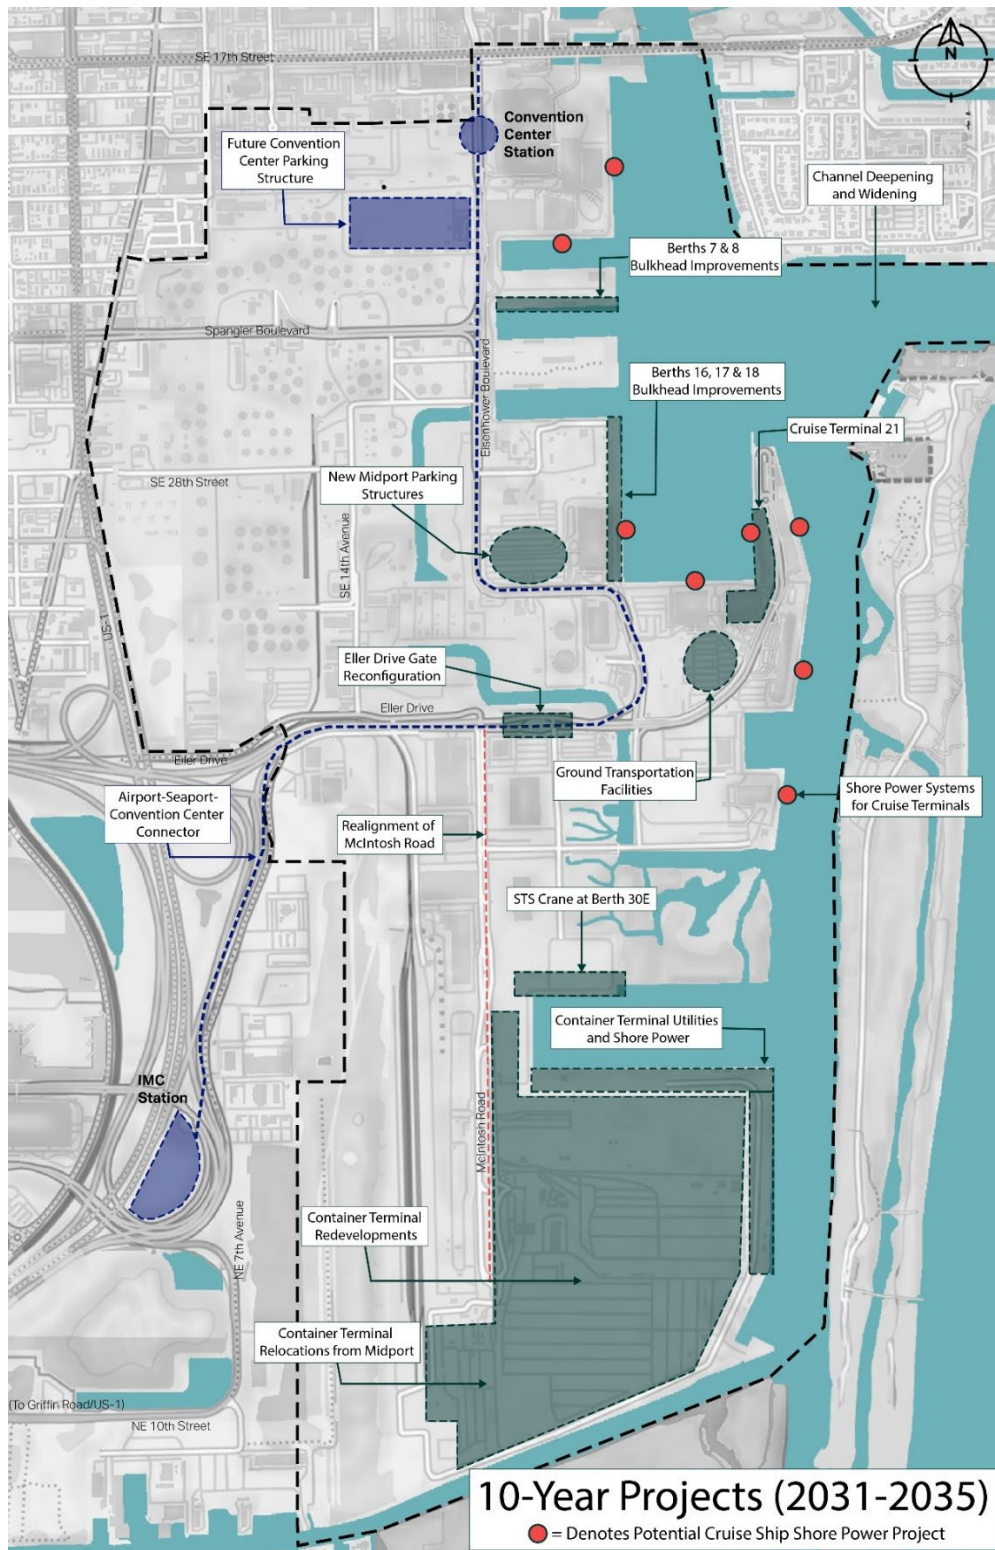 N
SE 17th Street
Convention
Center
Station
Future Convention
Center Parking
Structure
Channel Deepening
and Widening
Berths 7 & 8
Bulkhead Improvements
Spangler Boulevard
Eisenhower Boulevard
Berths 16, 17 & 18
Bulkhead Improvements
Cruise Terminal 21
SE 28th Street
New Midport Parking
Structures
SE 14th Avenue
US-1
Eller Drive Gate
Reconfiguration
Eller Drive
Eller Drive
Ground Transportation
Facilities
Shore Power Systems
for Cruise Terminals
Airport-Seaport-
Convention Center
Connector
Realignment of
McIntosh Road
STS Crane at Berth 30E
Container Terminal Utilities
and Shore Power
IMC
Station
McIntosh Road
NE 7th Avenue
Container Terminal
Redevelopments
Container Terminal
Relocations from Midport
(To Griffin Road/US-1)
NE 10th Street
10-Year Projects (2031-2035)
= Denotes Potential Cruise Ship Shore Power Project